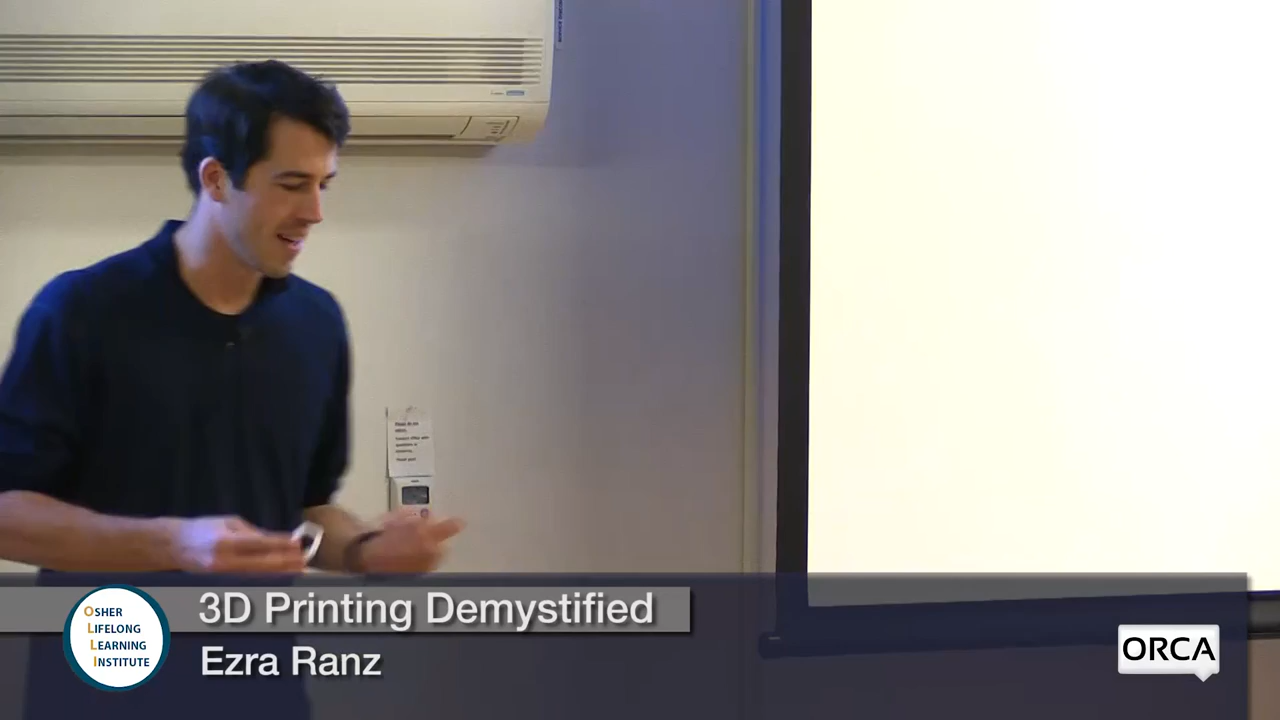 3D Printing Demystified
Ezra Ranz
OSHER
LIFELONG
LEARNING
INSTITUTE
ORCA